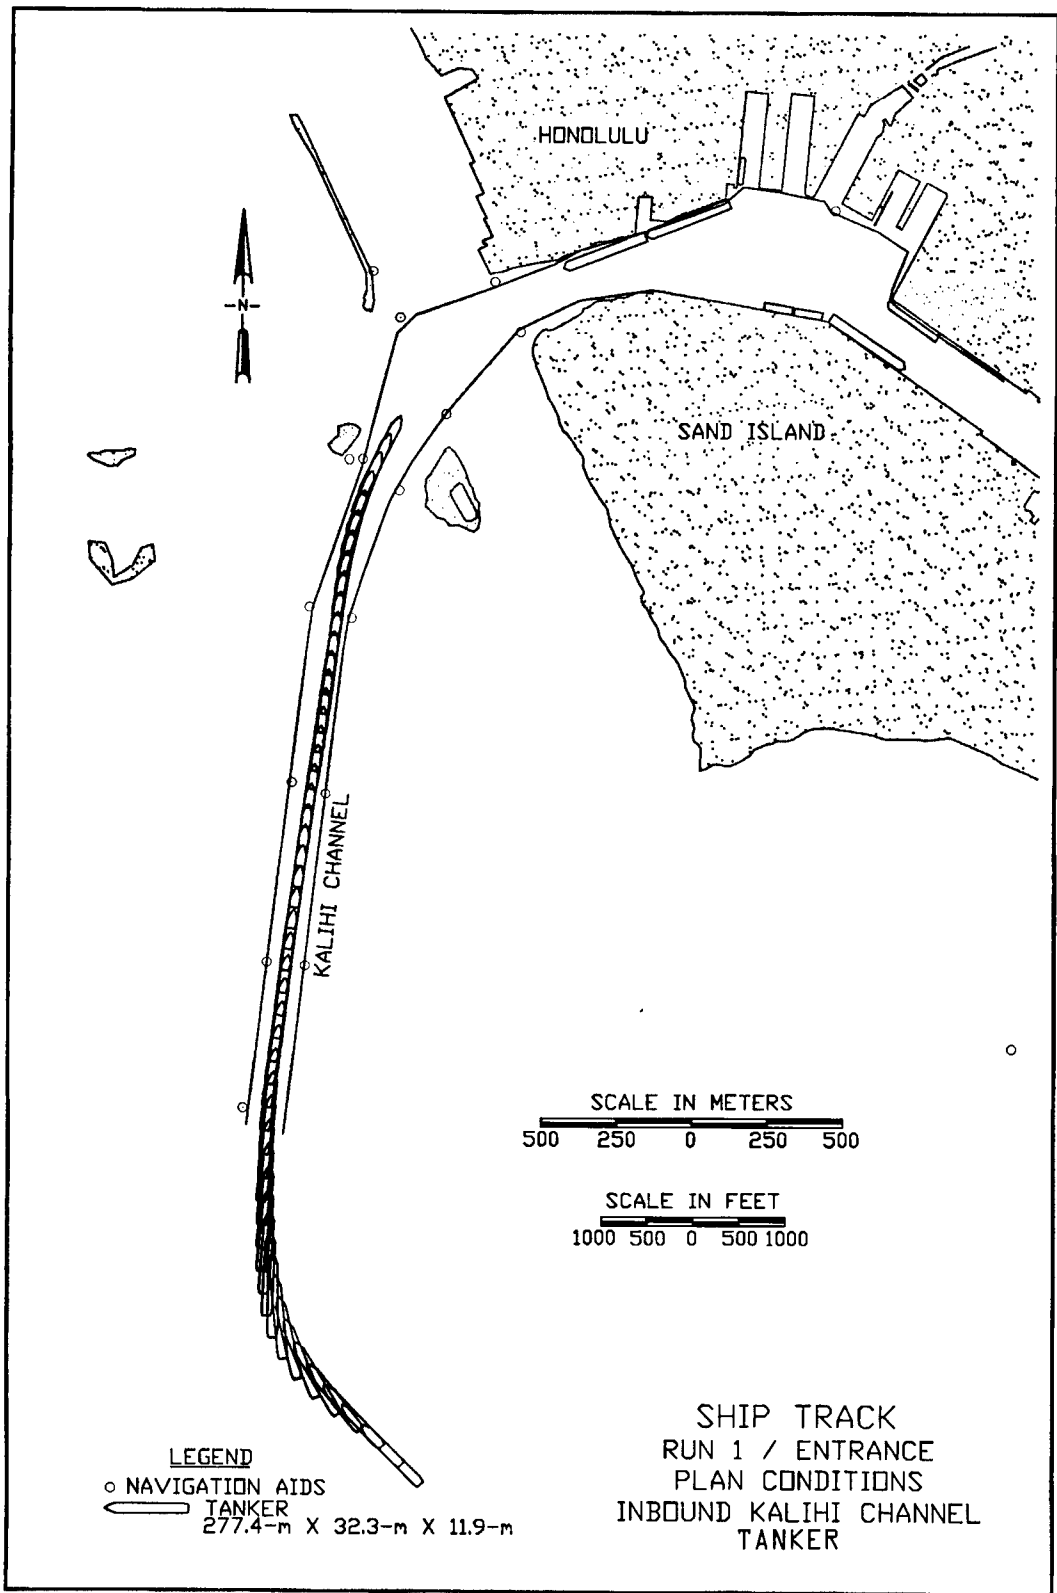 HONOLULU
-N-
SAND ISLAND
KALIHI CHANNEL
SCALE IN METERS
500 250 0 250 500
SCALE IN FEET
1000 500 0 500 1000
LEGEND
NAVIGATION AIDS
TANKER
277.4-m X 32.3-m X 11.9-m
SHIP TRACK
RUN 1 / ENTRANCE
PLAN CONDITIONS
INBOUND KALIHI CHANNEL
TANKER